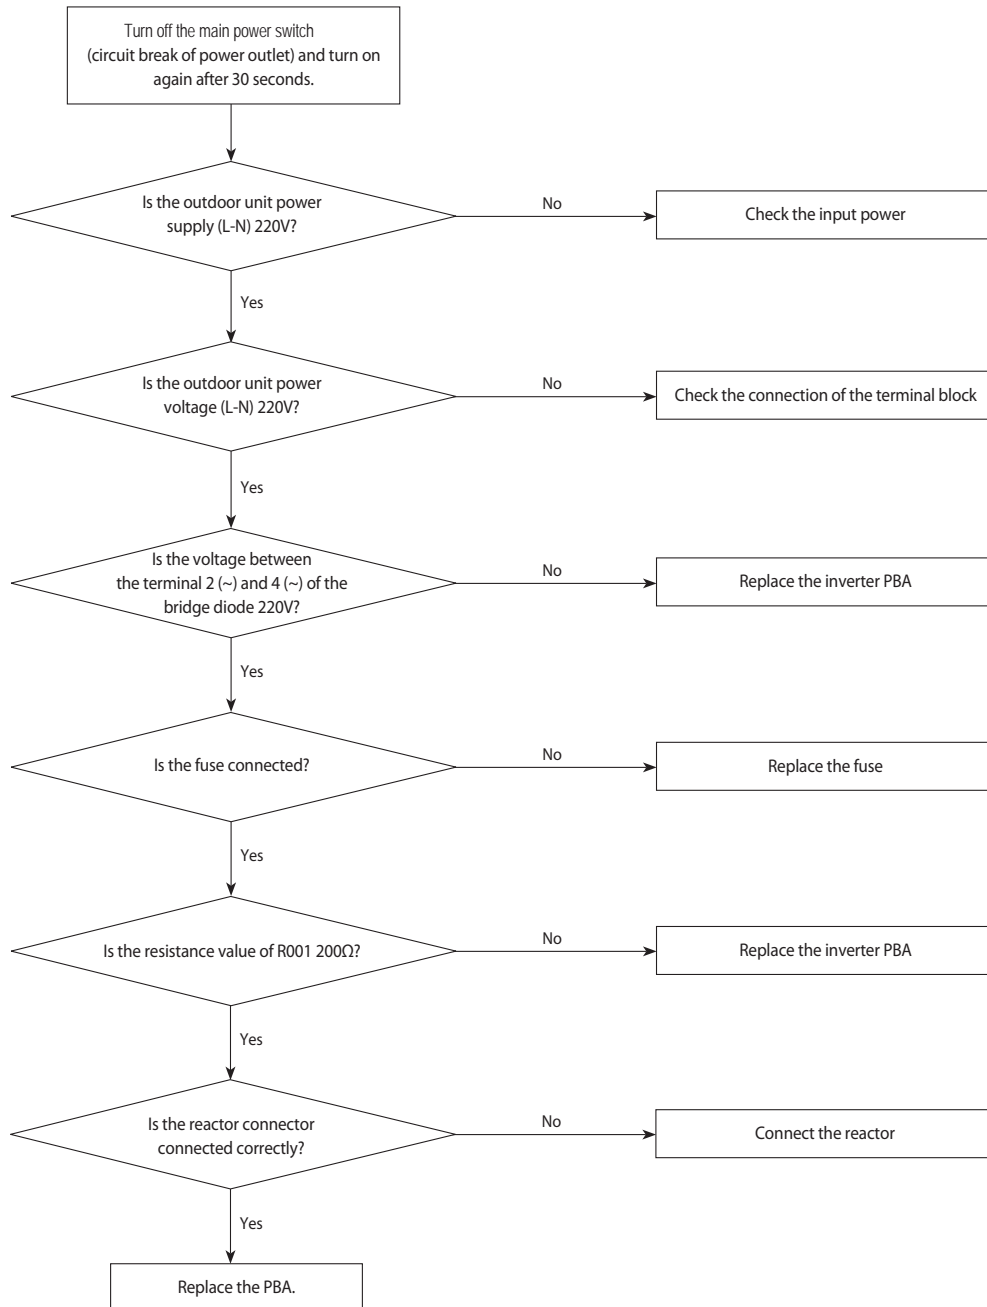 Turn off the main power switch
(circuit break of power outlet) and turn on
again after 30 seconds.
Is the outdoor unit power
supply (L-N) 220V?
No
Check the input power
Yes
Is the outdoor unit power
voltage (L-N) 220V?
No
Check the connection of the terminal block
Yes
Is the voltage between
the terminal 2 (~) and 4 (~) of the
bridge diode 220V?
No
Replace the inverter PBA
Yes
Is the fuse connected?
No
Replace the fuse
Yes
Is the resistance value of R001 200Ω?
No
Replace the inverter PBA
Yes
Is the reactor connector
connected correctly?
No
Connect the reactor
Yes
Replace the PBA.